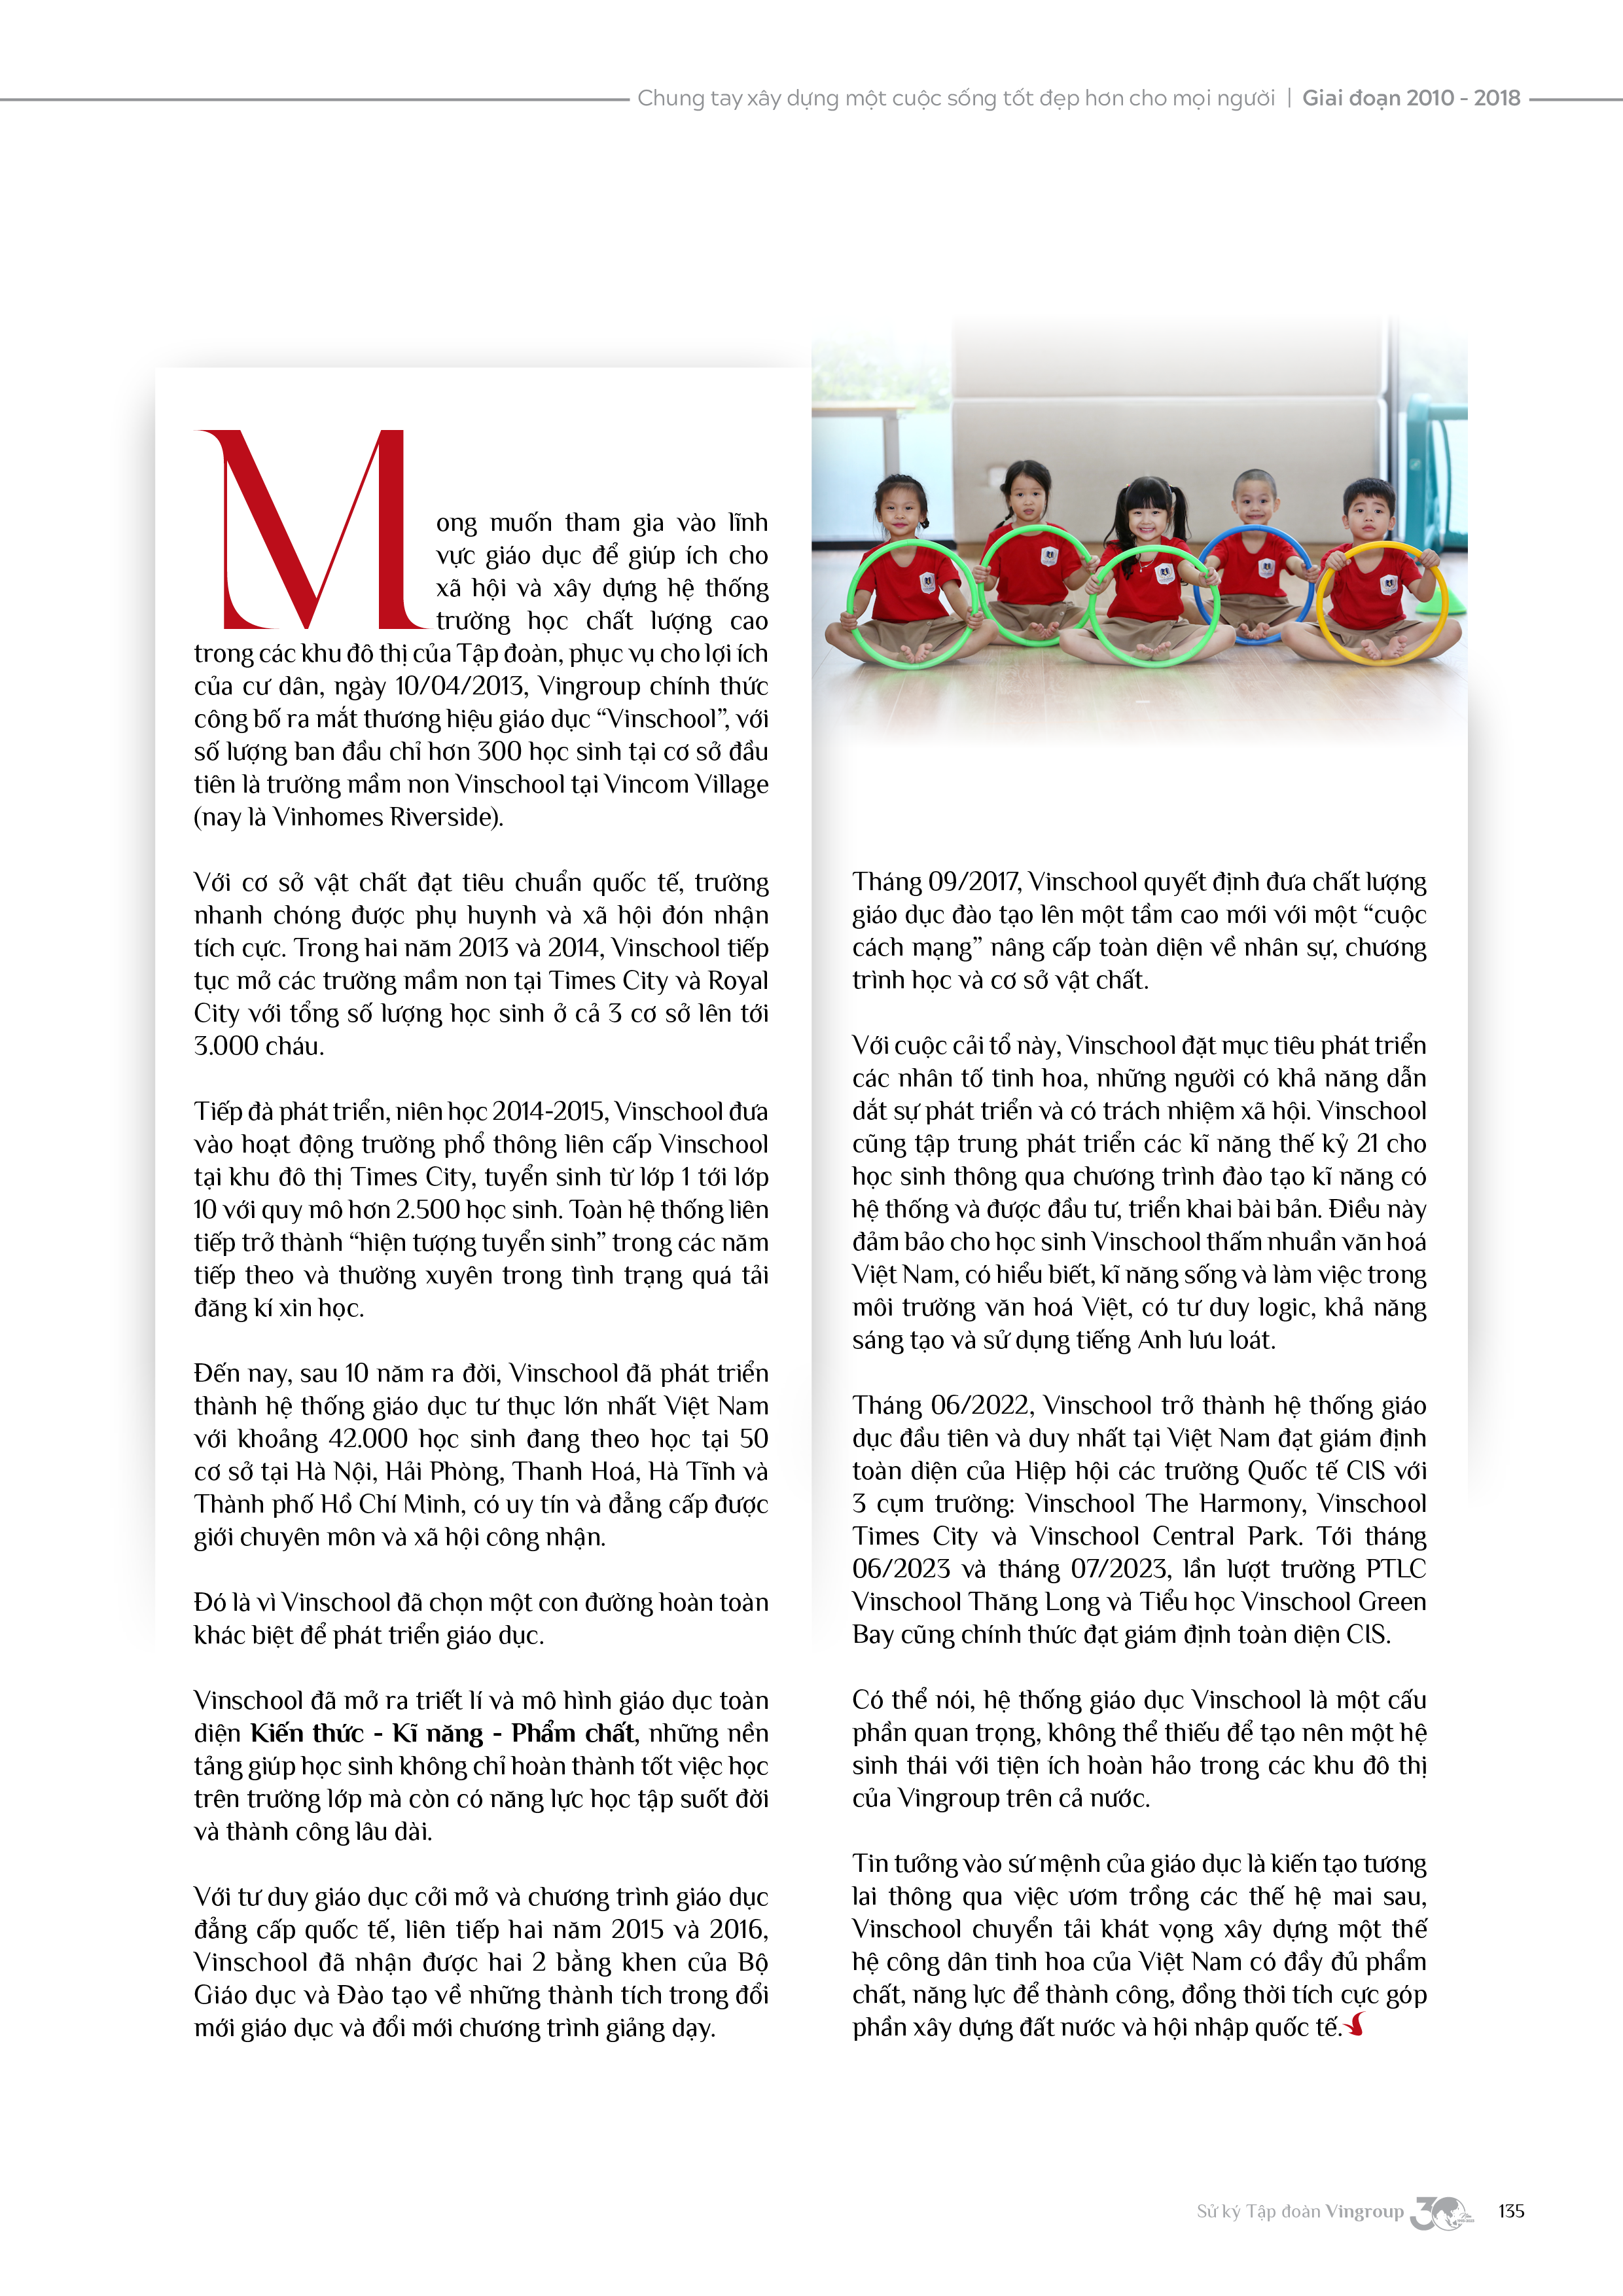 Chung tay xây dựng một cuộc sống tốt đẹp hơn cho mọi người | Giai đoạn 2010 - 2018
Mong muốn tham gia vào lĩnh
vực giáo dục để giúp ích cho
xã hội và xây dựng hệ thống
trường học chất lượng cao
trong các khu đô thị của Tập đoàn, phục vụ cho lợi ích
của cư dân, ngày 10/04/2013, Vingroup chính thức
công bố ra mắt thương hiệu giáo dục “Vinschool”, với
số lượng ban đầu chỉ hơn 300 học sinh tại cơ sở đầu
tiên là trường mầm non Vinschool tại Vincom Village
(nay là Vinhomes Riverside).
Với cơ sở vật chất đạt tiêu chuẩn quốc tế, trường
nhanh chóng được phụ huynh và xã hội đón nhận
tích cực. Trong hai năm 2013 và 2014, Vinschool tiếp
tục mở các trường mầm non tại Times City và Royal
City với tổng số lượng học sinh ở cả 3 cơ sở lên tới
3.000 cháu.
Tiếp đà phát triển, niên học 2014-2015, Vinschool đưa
vào hoạt động trường phổ thông liên cấp Vinschool
tại khu đô thị Times City, tuyển sinh từ lớp 1 tới lớp
10 với quy mô hơn 2.500 học sinh. Toàn hệ thống liên
tiếp trở thành “hiện tượng tuyển sinh” trong các năm
tiếp theo và thường xuyên trong tình trạng quá tải
đăng kí xin học.
Đến nay, sau 10 năm ra đời, Vinschool đã phát triển
thành hệ thống giáo dục tư thục lớn nhất Việt Nam
với khoảng 42.000 học sinh đang theo học tại 50
cơ sở tại Hà Nội, Hải Phòng, Thanh Hoá, Hà Tĩnh và
Thành phố Hồ Chí Minh, có uy tín và đẳng cấp được
giới chuyên môn và xã hội công nhận.
Đó là vì Vinschool đã chọn một con đường hoàn toàn
khác biệt để phát triển giáo dục.
Vinschool đã mở ra triết lí và mô hình giáo dục toàn
diện Kiến thức - Kĩ năng - Phẩm chất, những nền
tảng giúp học sinh không chỉ hoàn thành tốt việc học
trên trường lớp mà còn có năng lực học tập suốt đời
và thành công lâu dài.
Với tư duy giáo dục cởi mở và chương trình giáo dục
đẳng cấp quốc tế, liên tiếp hai năm 2015 và 2016,
Vinschool đã nhận được hai 2 bằng khen của Bộ
Giáo dục và Đào tạo về những thành tích trong đổi
mới giáo dục và đổi mới chương trình giảng dạy.
Tháng 09/2017, Vinschool quyết định đưa chất lượng
giáo dục đào tạo lên một tầm cao mới với một “cuộc
cách mạng” nâng cấp toàn diện về nhân sự, chương
trình học và cơ sở vật chất.
Với cuộc cải tổ này, Vinschool đặt mục tiêu phát triển
các nhân tố tinh hoa, những người có khả năng dẫn
dắt sự phát triển và có trách nhiệm xã hội. Vinschool
cũng tập trung phát triển các kĩ năng thế kỷ 21 cho
học sinh thông qua chương trình đào tạo kĩ năng có
hệ thống và được đầu tư, triển khai bài bản. Điều này
đảm bảo cho học sinh Vinschool thấm nhuần văn hoá
Việt Nam, có hiểu biết, kĩ năng sống và làm việc trong
môi trường văn hoá Việt, có tư duy logic, khả năng
sáng tạo và sử dụng tiếng Anh lưu loát.
Tháng 06/2022, Vinschool trở thành hệ thống giáo
dục đầu tiên và duy nhất tại Việt Nam đạt giám định
toàn diện của Hiệp hội các trường Quốc tế CIS với
3 cụm trường: Vinschool The Harmony, Vinschool
Times City và Vinschool Central Park. Tới tháng
06/2023 và tháng 07/2023, lần lượt trường PTLC
Vinschool Thăng Long và Tiểu học Vinschool Green
Bay cũng chính thức đạt giám định toàn diện CIS.
Có thể nói, hệ thống giáo dục Vinschool là một cấu
phần quan trọng, không thể thiếu để tạo nên một hệ
sinh thái với tiện ích hoàn hảo trong các khu đô thị
của Vingroup trên cả nước.
Tin tưởng vào sứ mệnh của giáo dục là kiến tạo tương
lai thông qua việc ươm trồng các thế hệ mai sau,
Vinschool chuyển tải khát vọng xây dựng một thế
hệ công dân tinh hoa của Việt Nam có đầy đủ phẩm
chất, năng lực để thành công, đồng thời tích cực góp
phần xây dựng đất nước và hội nhập quốc tế.
Sử ký Tập đoàn Vingroup 30 135